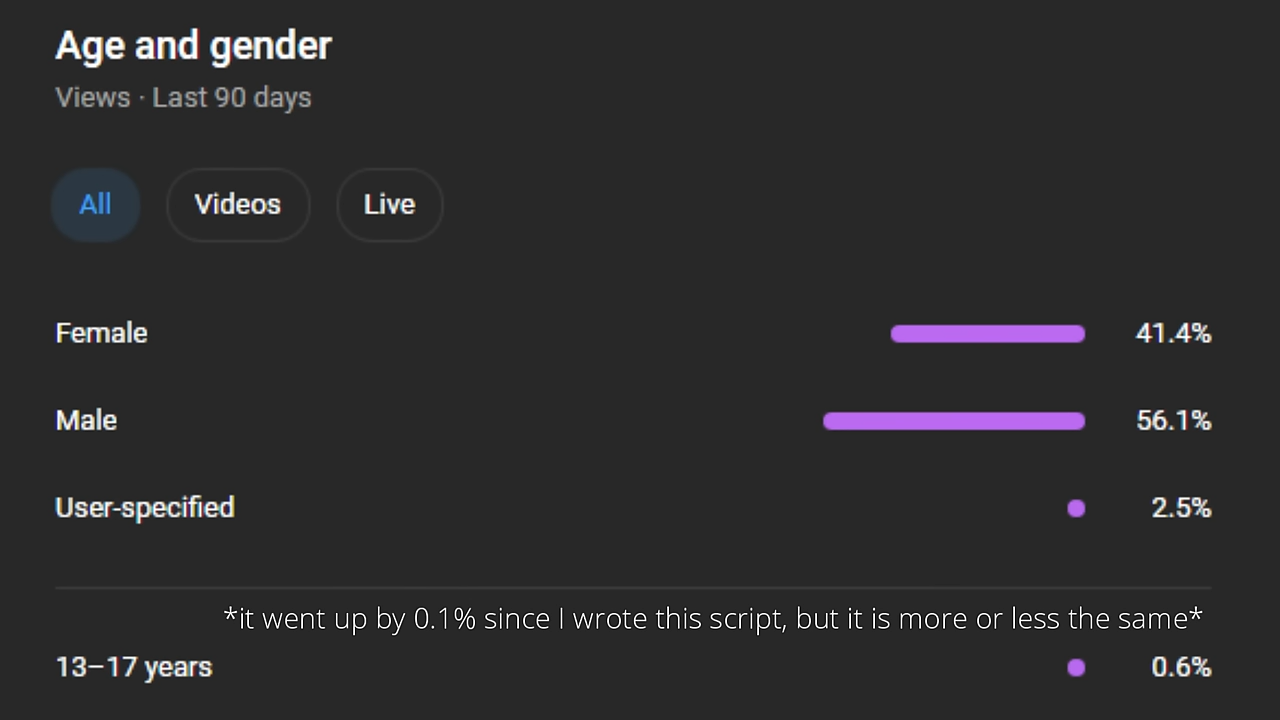 Age and gender
Views · Last 90 days
All Videos Live
Female 41.4%
Male 56.1%
User-specified 2.5%
*it went up by 0.1% since I wrote this script, but it is more or less the same*
13–17 years 0.6%